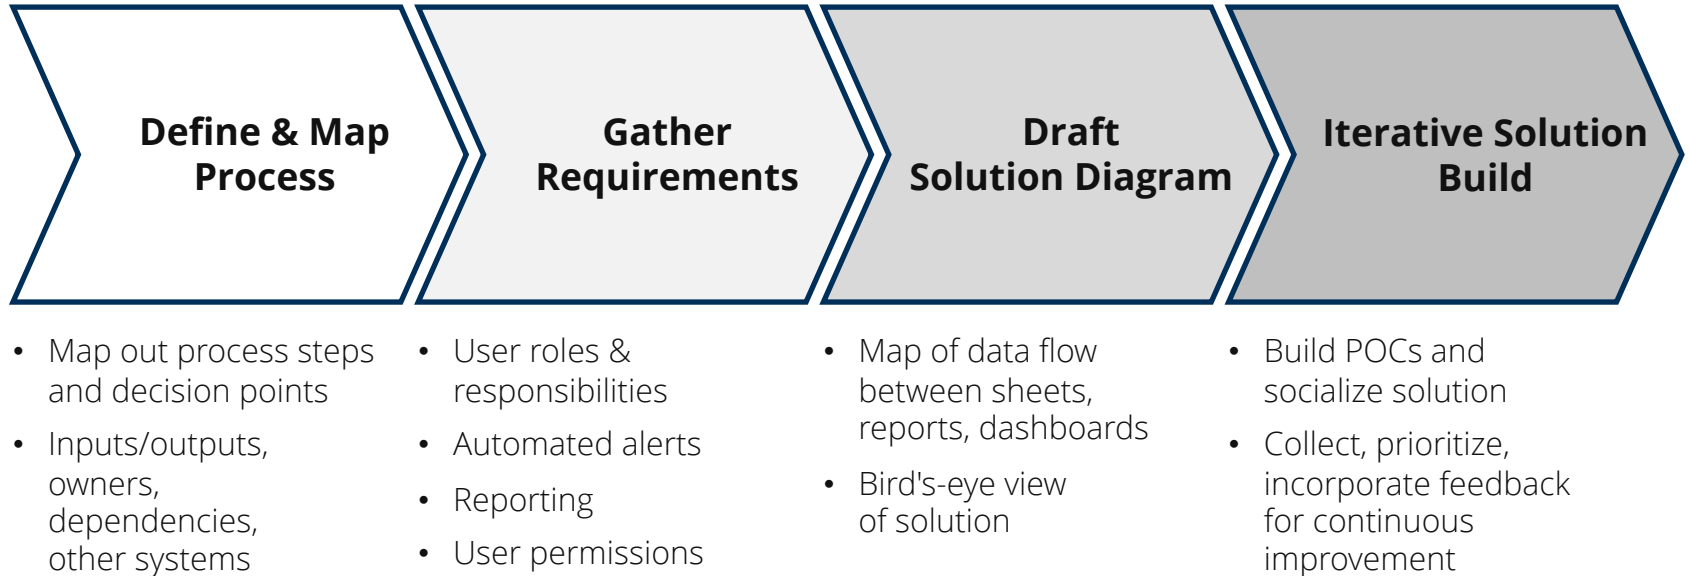 Define & Map
Process
Gather
Requirements
Draft
Solution Diagram
Iterative Solution
Build
• Map out process steps
and decision points
• Inputs/outputs,
owners,
dependencies,
other systems
• User roles &
responsibilities
• Automated alerts
• Reporting
• User permissions
• Map of data flow
between sheets,
reports, dashboards
• Bird's-eye view
of solution
• Build POCs and
socialize solution
• Collect, prioritize,
incorporate feedback
for continuous
improvement